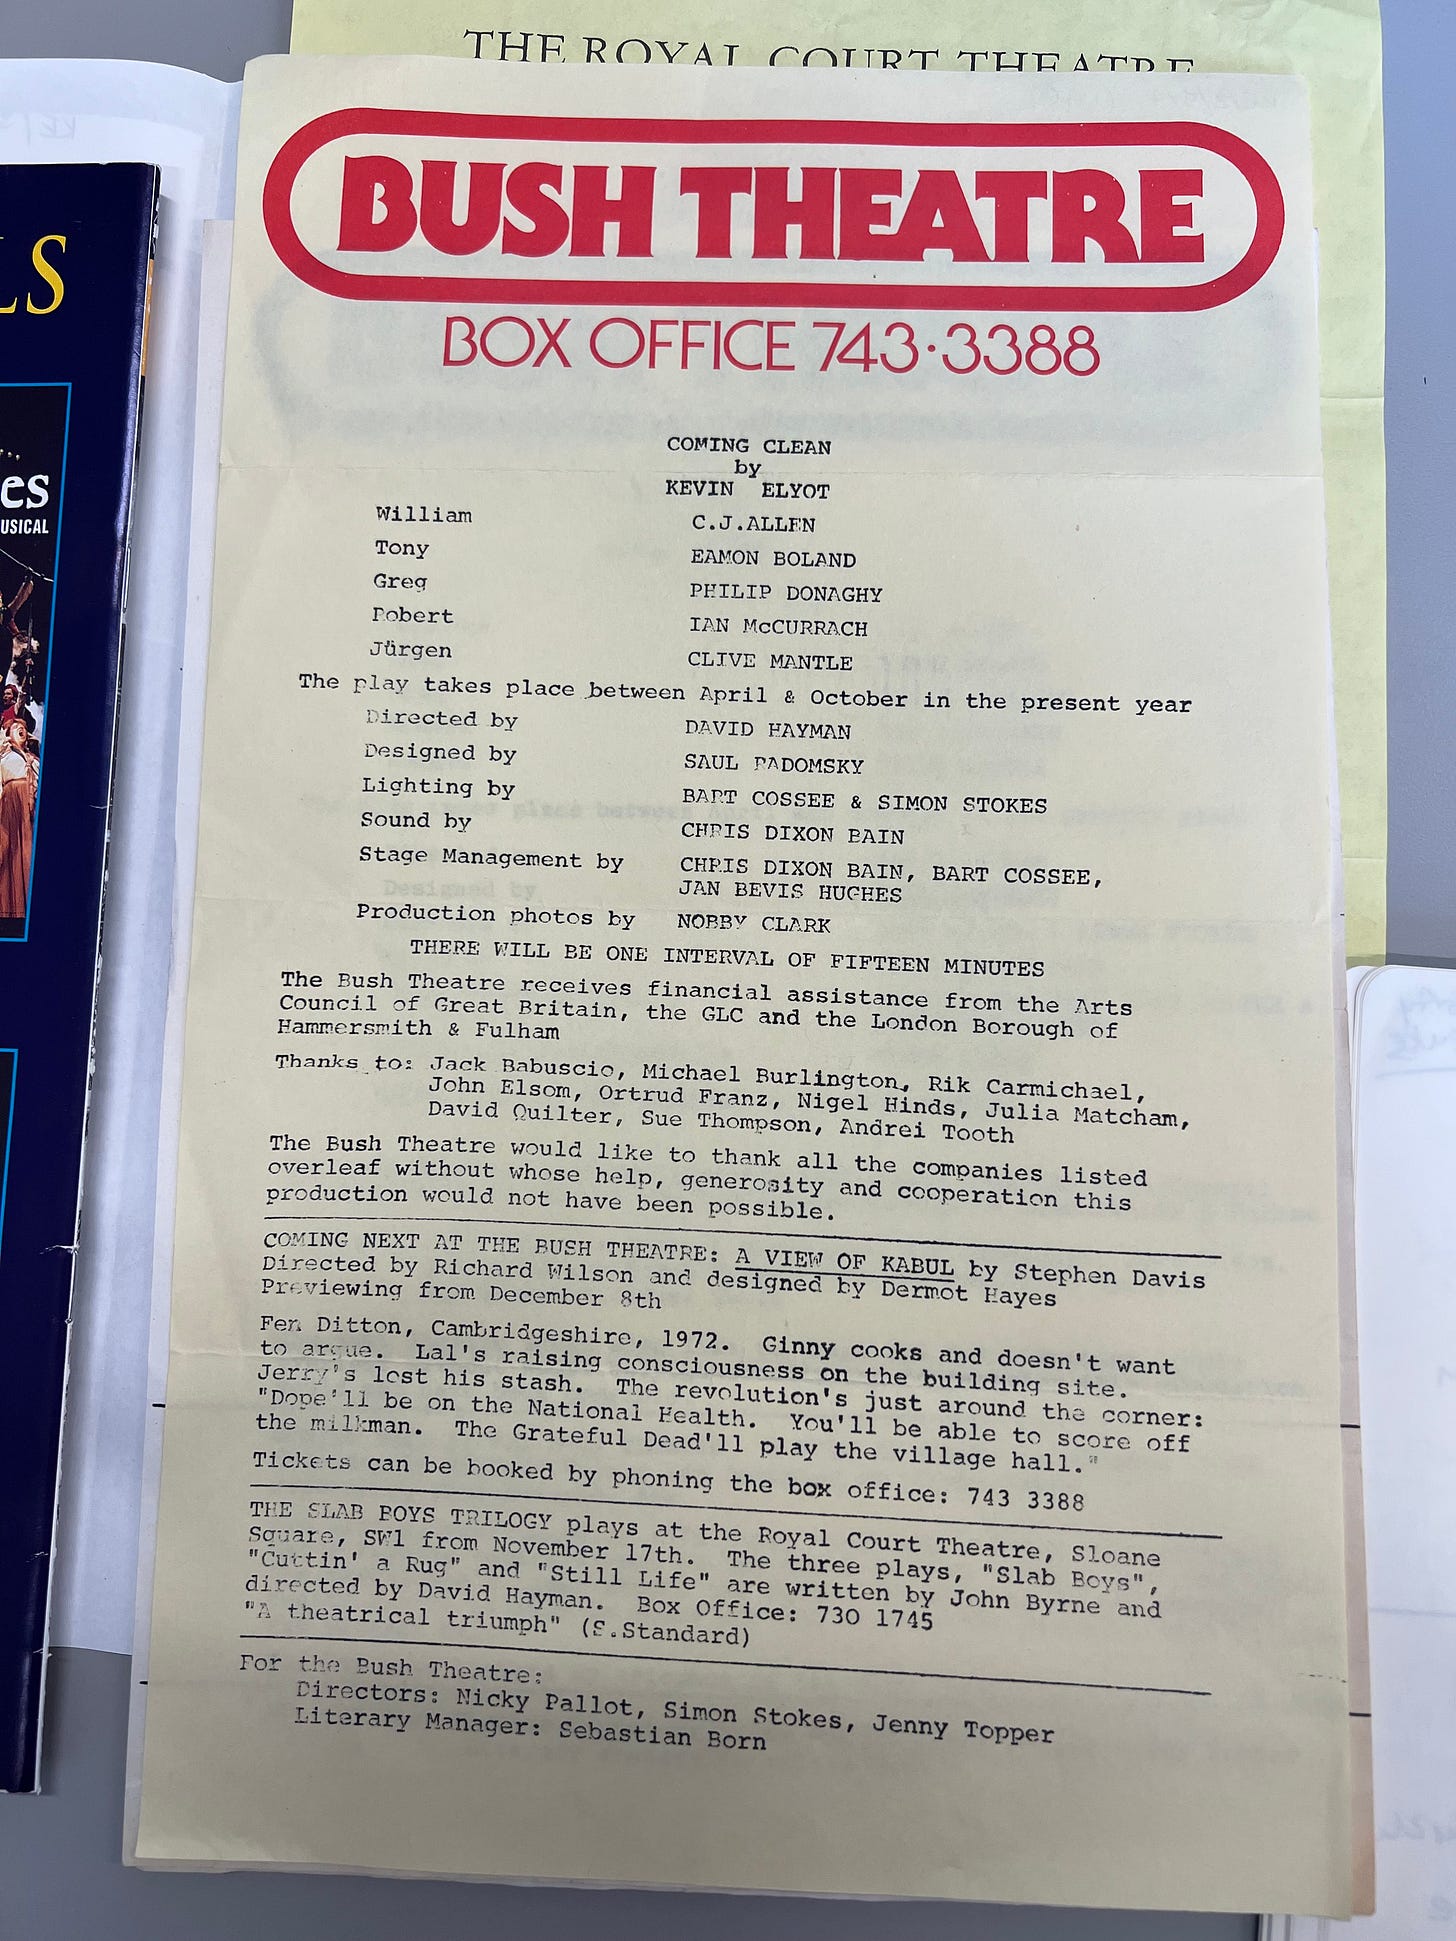 THE ROYAL COURT THEATRE
LS
es
USICAL
BUSH THEATRE
BOX OFFICE 743·3388
COMING CLEAN
by
KEVIN ELYOT
William C.J.ALLEN
Tony EAMON BOLAND
Greg PHILIP DONAGHY
Robert IAN McCURRACH
Jürgen CLIVE MANTLE
The play takes place between April & October in the present year
Directed by DAVID HAYMAN
Designed by SAUL RADOMSKY
Lighting by BART COSSEE & SIMON STOKES
Sound by CHRIS DIXON BAIN
Stage Management by CHRIS DIXON BAIN, BART COSSEE,
JAN BEVIS HUGHES
Production photos by NOBBY CLARK
THERE WILL BE ONE INTERVAL OF FIFTEEN MINUTES
The Bush Theatre receives financial assistance from the Arts
Council of Great Britain, the GLC and the London Borough of
Hammersmith & Fulham
Thanks to: Jack Babuscio, Michael Burlington, Rik Carmichael,
John Elsom, Ortrud Franz, Nigel Hinds, Julia Matcham,
David Quilter, Sue Thompson, Andrei Tooth
The Bush Theatre would like to thank all the companies listed
overleaf without whose help, generosity and cooperation this
production would not have been possible.
COMING NEXT AT THE BUSH THEATRE: A VIEW OF KABUL by Stephen Davis
Directed by Richard Wilson and designed by Dermot Hayes
Previewing from December 8th
Fen Ditton, Cambridgeshire, 1972. Ginny cooks and doesn't want
to argue. Lal's raising consciousness on the building site.
Jerry's lost his stash. The revolution's just around the corner:
"Dope'll be on the National Health. You'll be able to score off
the milkman. The Grateful Dead'll play the village hall."
Tickets can be booked by phoning the box office: 743 3388
THE SLAB BOYS TRILOGY plays at the Royal Court Theatre, Sloane
Square, SW1 from November 17th. The three plays, "Slab Boys",
"Cuttin' a Rug" and "Still Life" are written by John Byrne and
directed by David Hayman. Box Office: 730 1745
"A theatrical triumph" (S.Standard)
For the Bush Theatre:
Directors: Nicky Pallot, Simon Stokes, Jenny Topper
Literary Manager: Sebastian Born